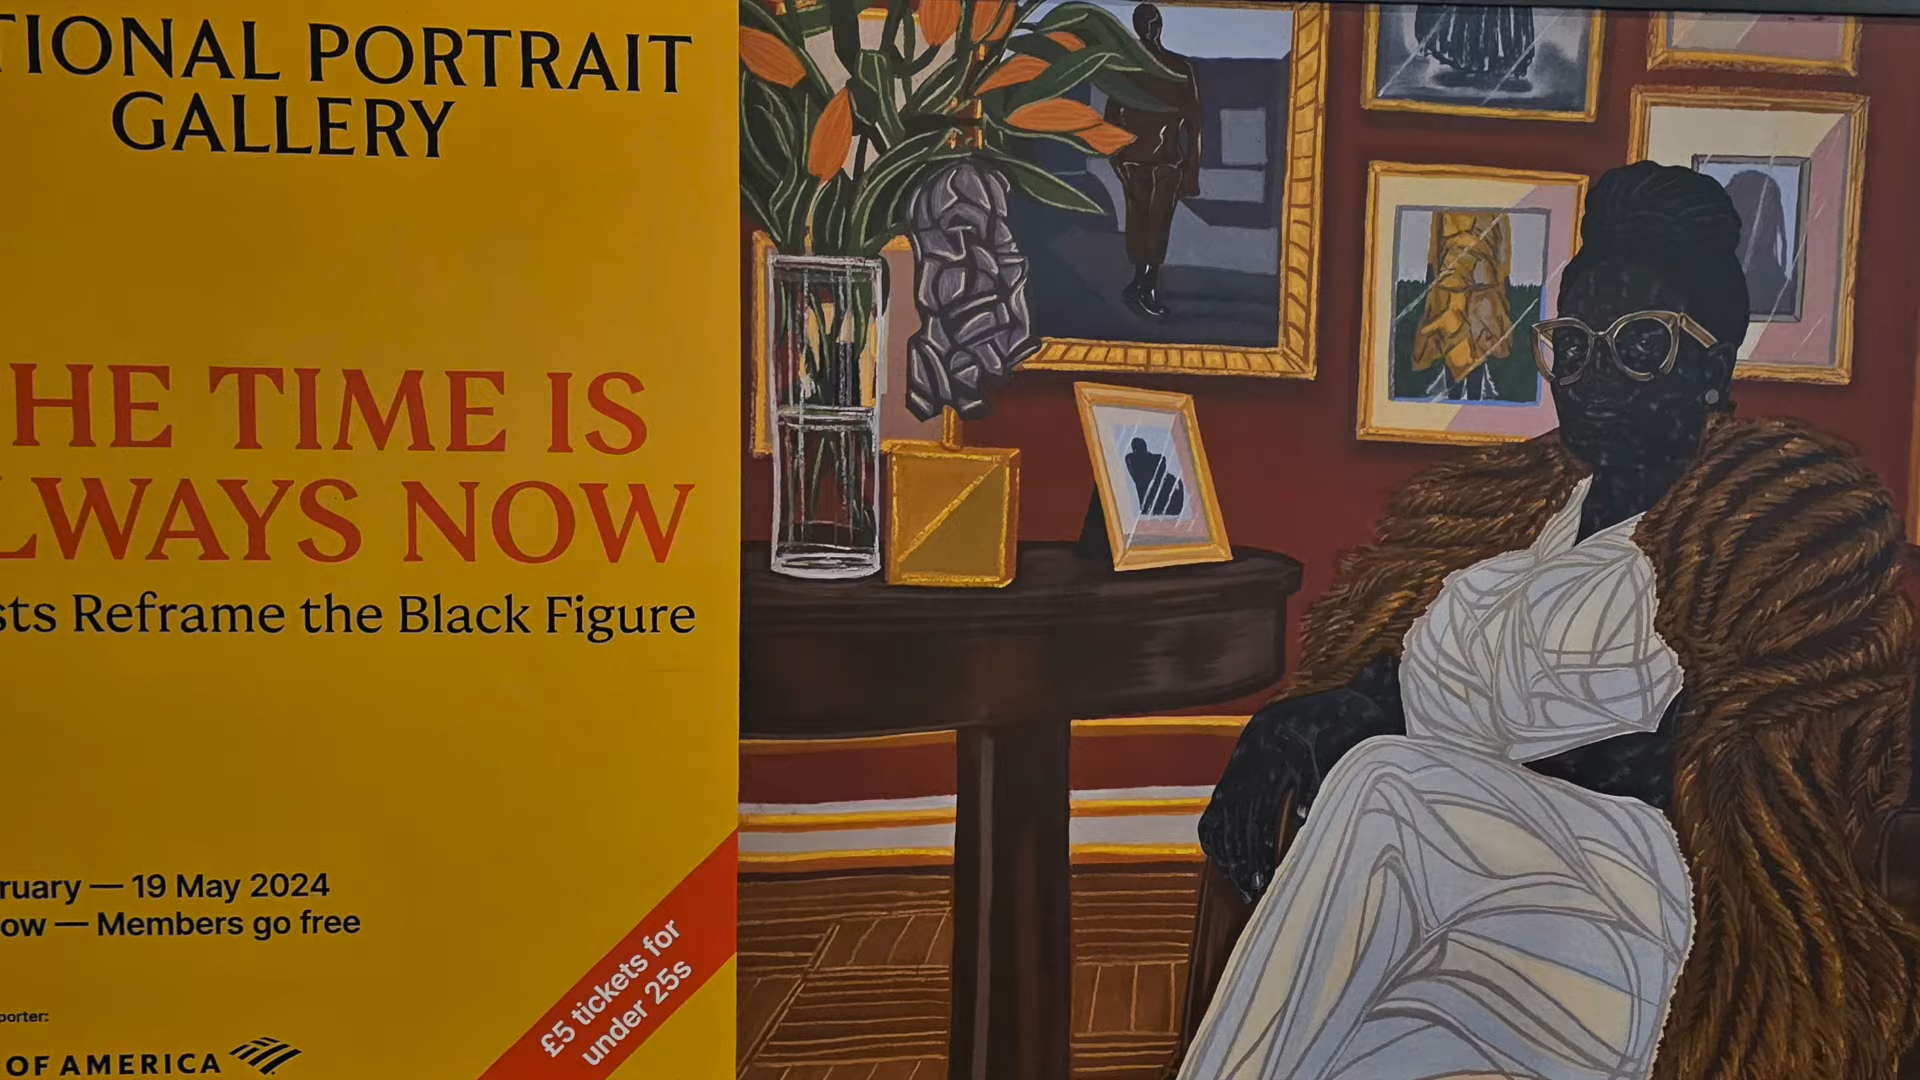 TIONAL PORTRAIT
GALLERY
HE TIME IS
LWAYS NOW
sts Reframe the Black Figure
ruary — 19 May 2024
ow — Members go free
£5 tickets for
under 25s
porter:
OF AMERICA